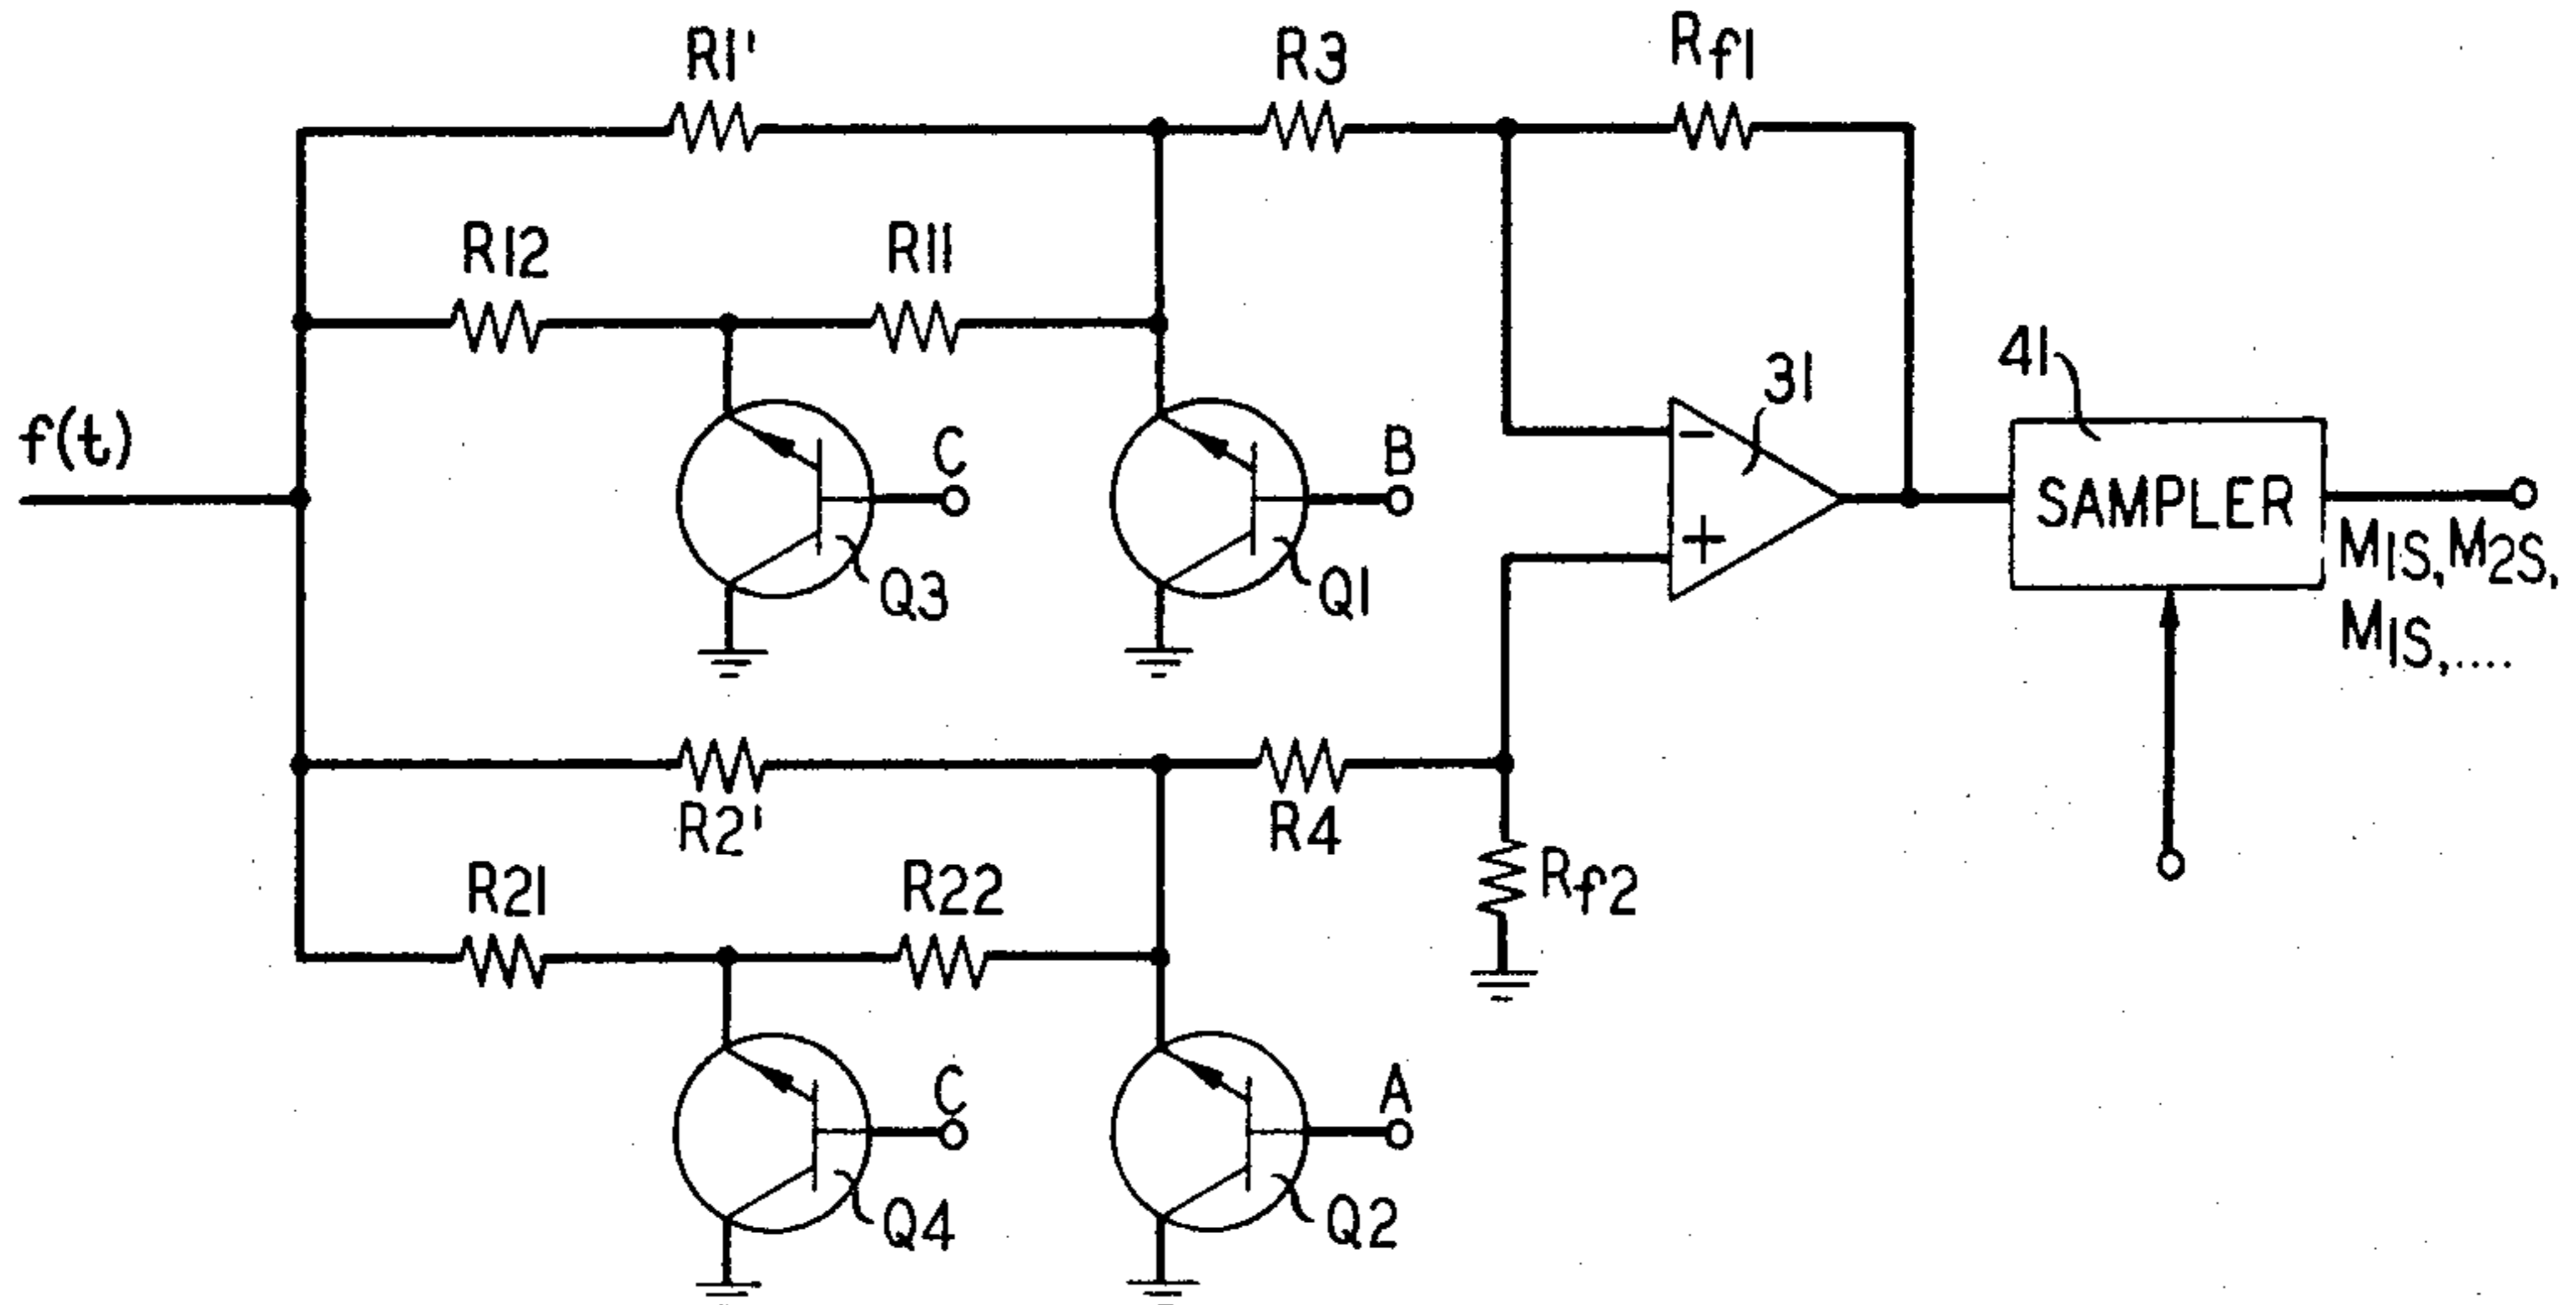 R1'
R3
Rf1
R12
R11
f(t)
C
B
31
41
−
+
SAMPLER
M1S, M2S,
M1S, ....
Q3
Q1
R2'
R4
R21
R22
Rf2
C
A
Q4
Q2